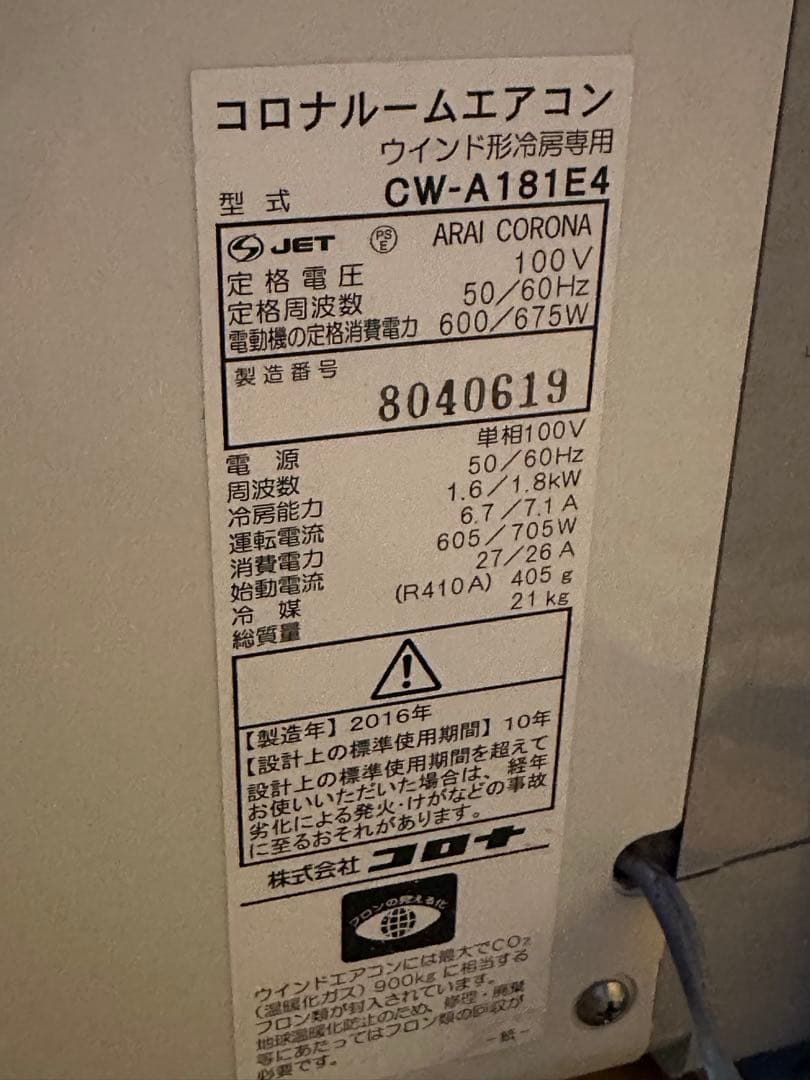 コロナルームエアコン
ウインド形冷房専用
型式 CW-A181E4
JET PSE ARAI CORONA
定格電圧 100V
定格周波数 50/60Hz
電動機の定格消費電力 600/675W
製造番号 8040619
電源 単相100V
周波数 50/60Hz
冷房能力 1.6/1.8kW
運転電流 6.7/7.1A
消費電力 605/705W
始動電流 27/26A
冷媒 (R410A) 405g
総質量 21kg
【製造年】2016年
【設計上の標準使用期間】10年
設計上の標準使用期間を超えて
お使いいただいた場合は、経年
劣化による発火・けがなどの事故
に至るおそれがあります。
株式会社 コロナ
フロンの見える化
ウインドエアコンには最大でCO₂
(温暖化ガス)900kgに相当する
フロン類が封入されています。
地球温暖化防止のため、修理・廃棄
等にあたってはフロン類の回収が
必要です。 -紙-